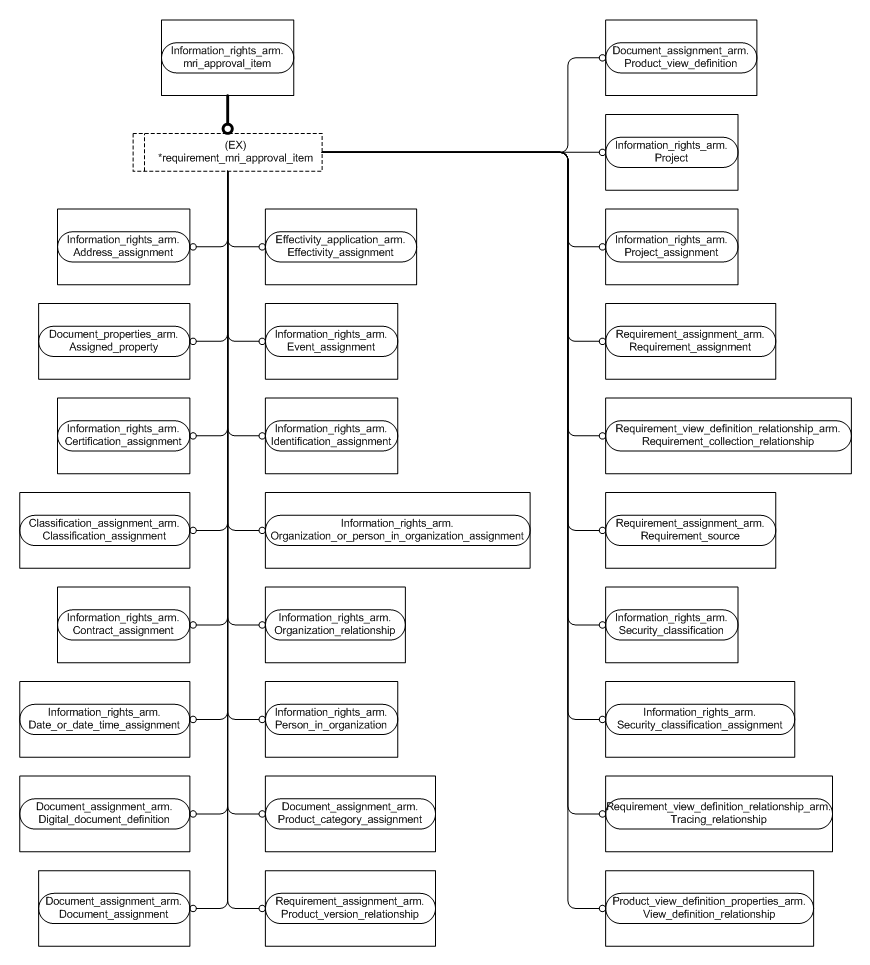 Information_rights_arm.
mri_approval_item
(EX)
*requirement_mri_approval_item
Information_rights_arm.
Address_assignment
Document_properties_arm.
Assigned_property
Information_rights_arm.
Certification_assignment
Classification_assignment_arm.
Classification_assignment
Information_rights_arm.
Contract_assignment
Information_rights_arm.
Date_or_date_time_assignment
Document_assignment_arm.
Digital_document_definition
Document_assignment_arm.
Document_assignment
Effectivity_application_arm.
Effectivity_assignment
Information_rights_arm.
Event_assignment
Information_rights_arm.
Identification_assignment
Information_rights_arm.
Organization_or_person_in_organization_assignment
Information_rights_arm.
Organization_relationship
Information_rights_arm.
Person_in_organization
Document_assignment_arm.
Product_category_assignment
Requirement_assignment_arm.
Product_version_relationship
Document_assignment_arm.
Product_view_definition
Information_rights_arm.
Project
Information_rights_arm.
Project_assignment
Requirement_assignment_arm.
Requirement_assignment
Requirement_view_definition_relationship_arm.
Requirement_collection_relationship
Requirement_assignment_arm.
Requirement_source
Information_rights_arm.
Security_classification
Information_rights_arm.
Security_classification_assignment
Requirement_view_definition_relationship_arm.
Tracing_relationship
Product_view_definition_properties_arm.
View_definition_relationship